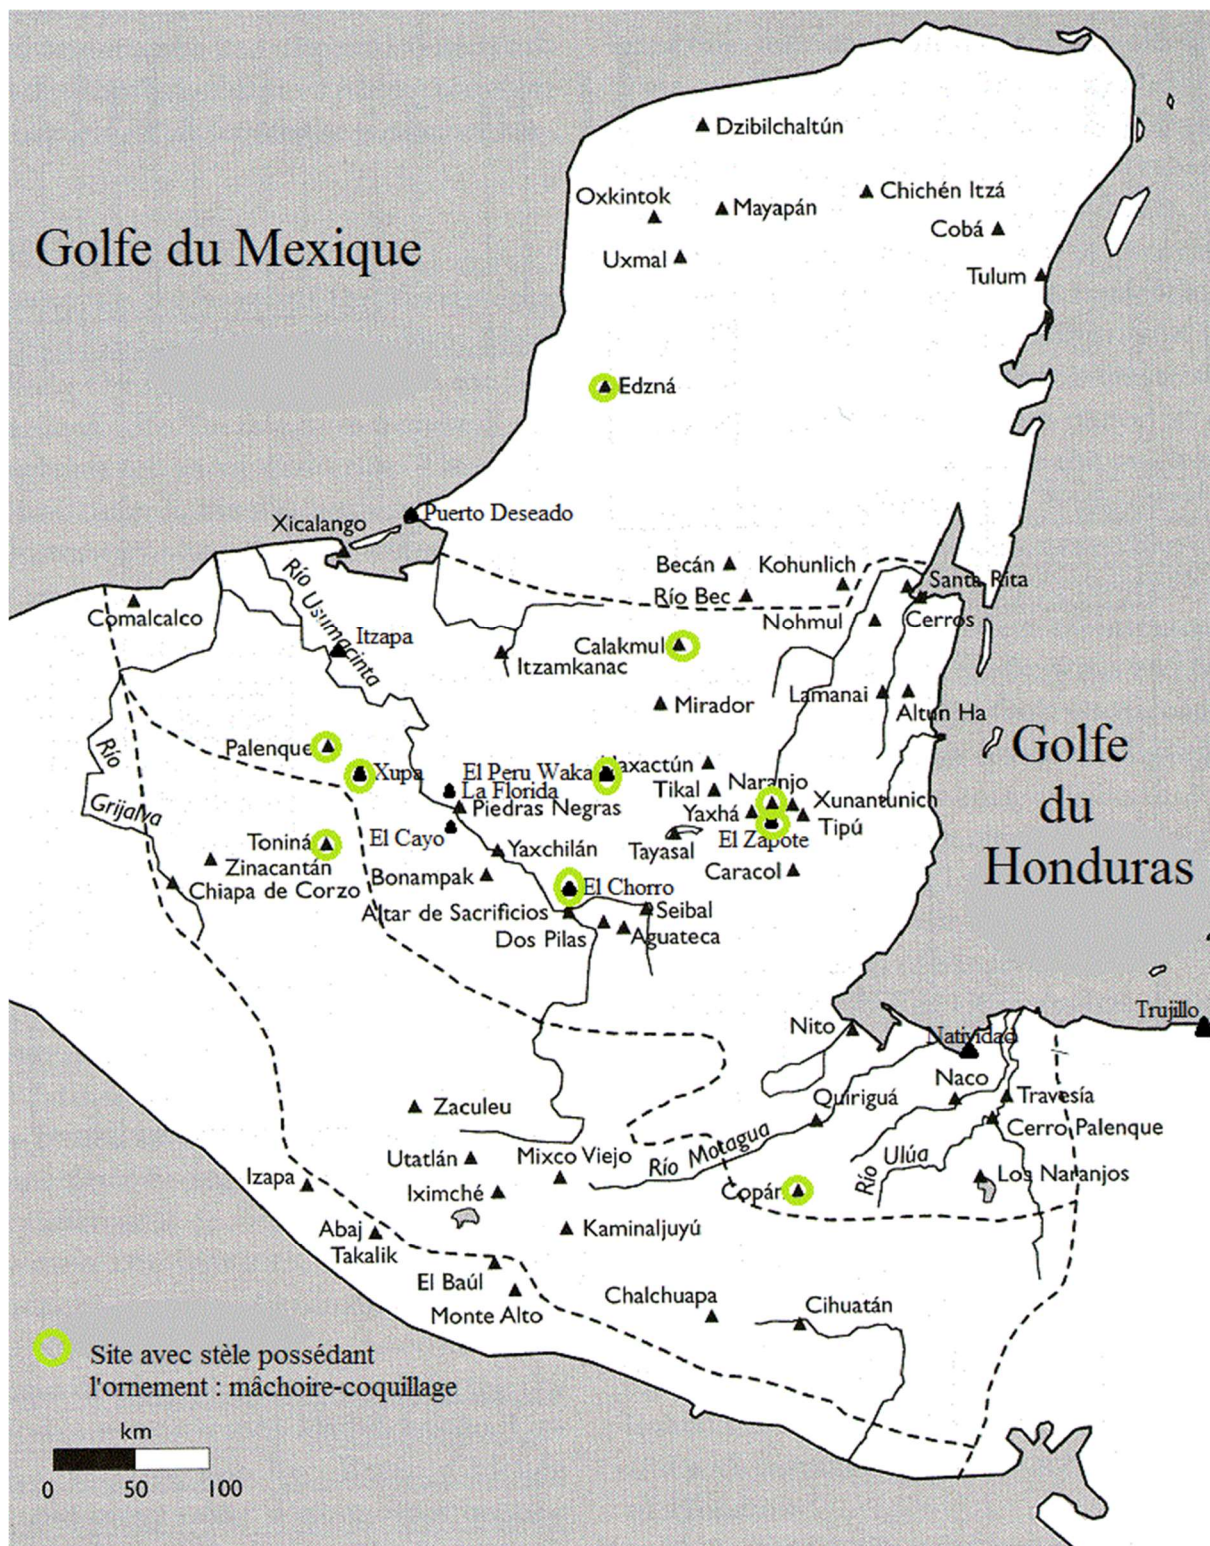 Dzibilchaltún
Chichén Itzá
Oxkintok
Mayapán
Cobá
Golfe du Mexique
Uxmal
Tulum
Edzná
Puerto Deseado
Xicalango
Becán
Kohunlich
Santa Rita
Río Bec
Río Usumacinta
Comalcalco
Nohmul
Cerros
Itzapa
Calakmul
Itzamkanac
Lamanai
Mirador
Altun Ha
Golfe
du
Honduras
Río
Grijalva
Palenque
Xupa
El Peru Waka
Uaxactún
La Florida
Tikal
Naranjo
Piedras Negras
Yaxhá
Xunantunich
El Cayo
El Zapote
Tipú
Toniná
Yaxchilán
Tayasal
Zinacantán
Caracol
Chiapa de Corzo
Bonampak
El Chorro
Altar de Sacrificios
Seibal
Dos Pilas
Aguateca
Trujillo
Nito
Natividad
Naco
Quiriguá
Travesía
Zaculeu
Cerro Palenque
Río Motagua
Río Ulúa
Utatlán
Mixco Viejo
Izapa
Iximché
Copán
Los Naranjos
Abaj
Takalik
Kaminaljuyú
El Baúl
Monte Alto
Chalchuapa
Cihuatán
Site avec stèle possédant
l'ornement : mâchoire-coquillage
km
0 50 100